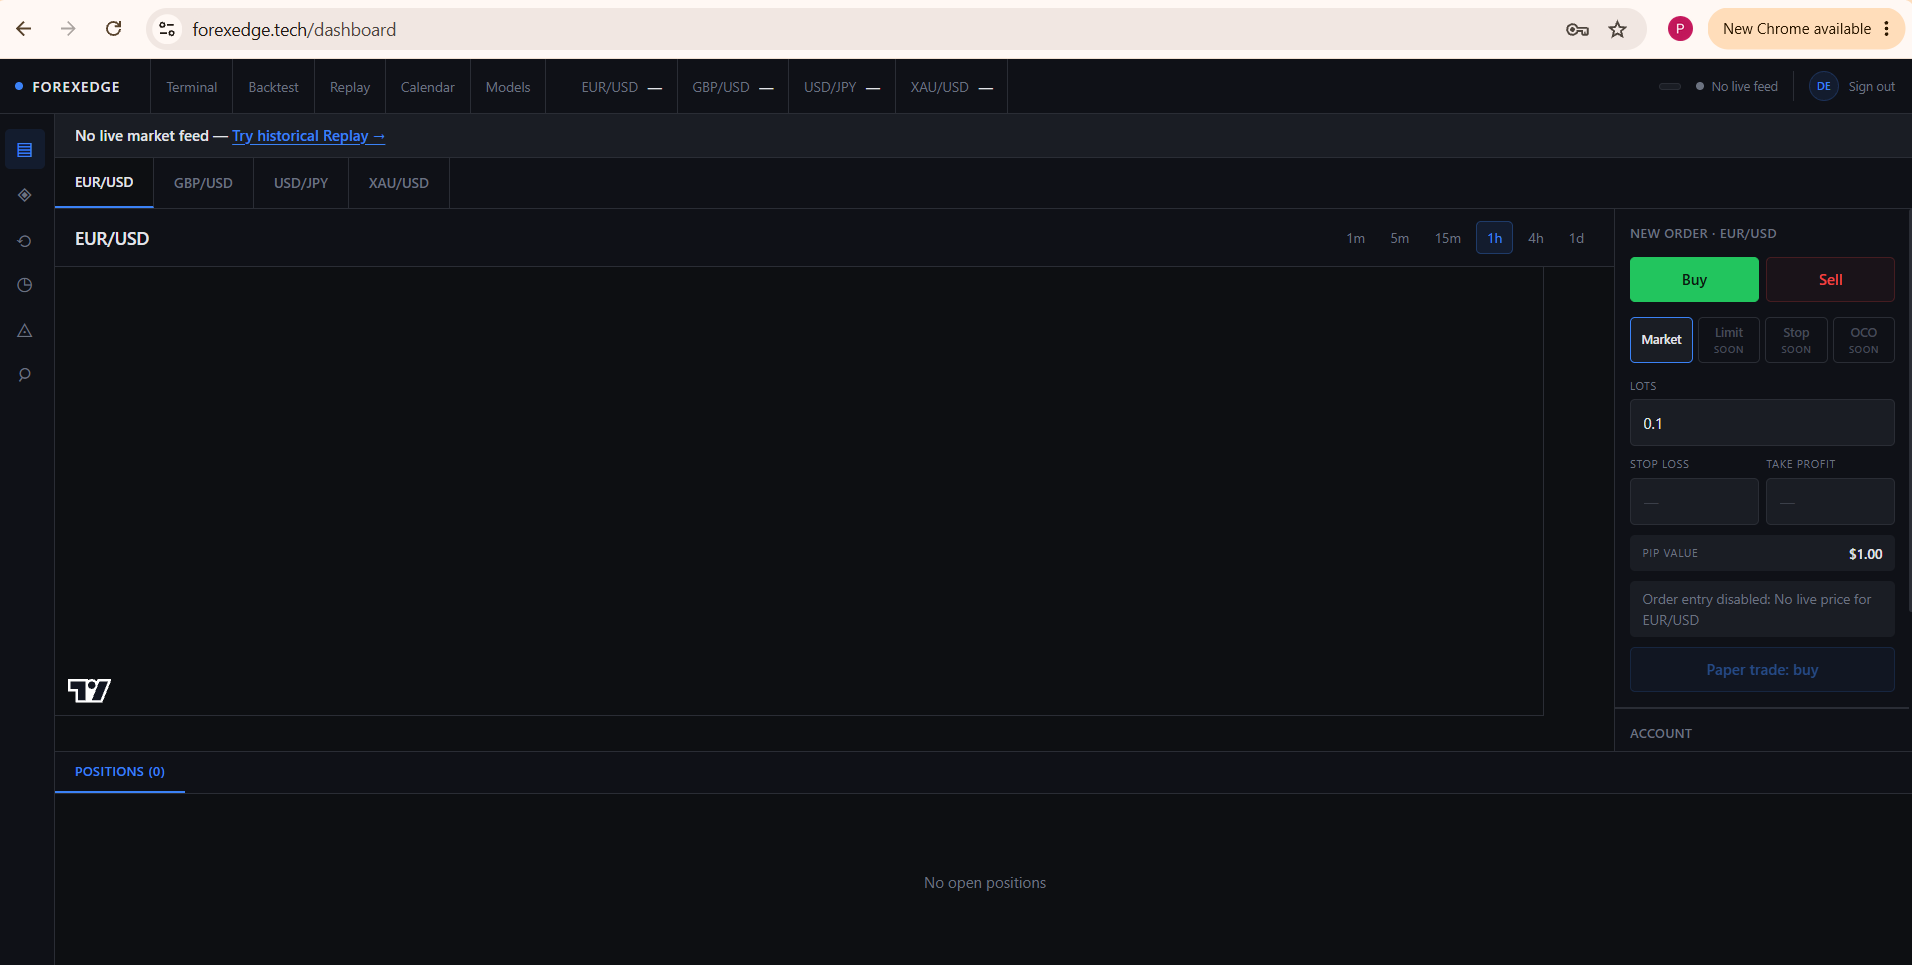 forexedge.tech/dashboard
P
New Chrome available
FOREXEDGE
Terminal
Backtest
Replay
Calendar
Models
EUR/USD —
GBP/USD —
USD/JPY —
XAU/USD —
No live feed
DE
Sign out
No live market feed — Try historical Replay →
EUR/USD
GBP/USD
USD/JPY
XAU/USD
EUR/USD
1m
5m
15m
1h
4h
1d
NEW ORDER · EUR/USD
Buy
Sell
Market
Limit
SOON
Stop
SOON
OCO
SOON
LOTS
0.1
STOP LOSS
TAKE PROFIT
—
—
PIP VALUE
$1.00
Order entry disabled: No live price for
EUR/USD
Paper trade: buy
ACCOUNT
POSITIONS (0)
No open positions